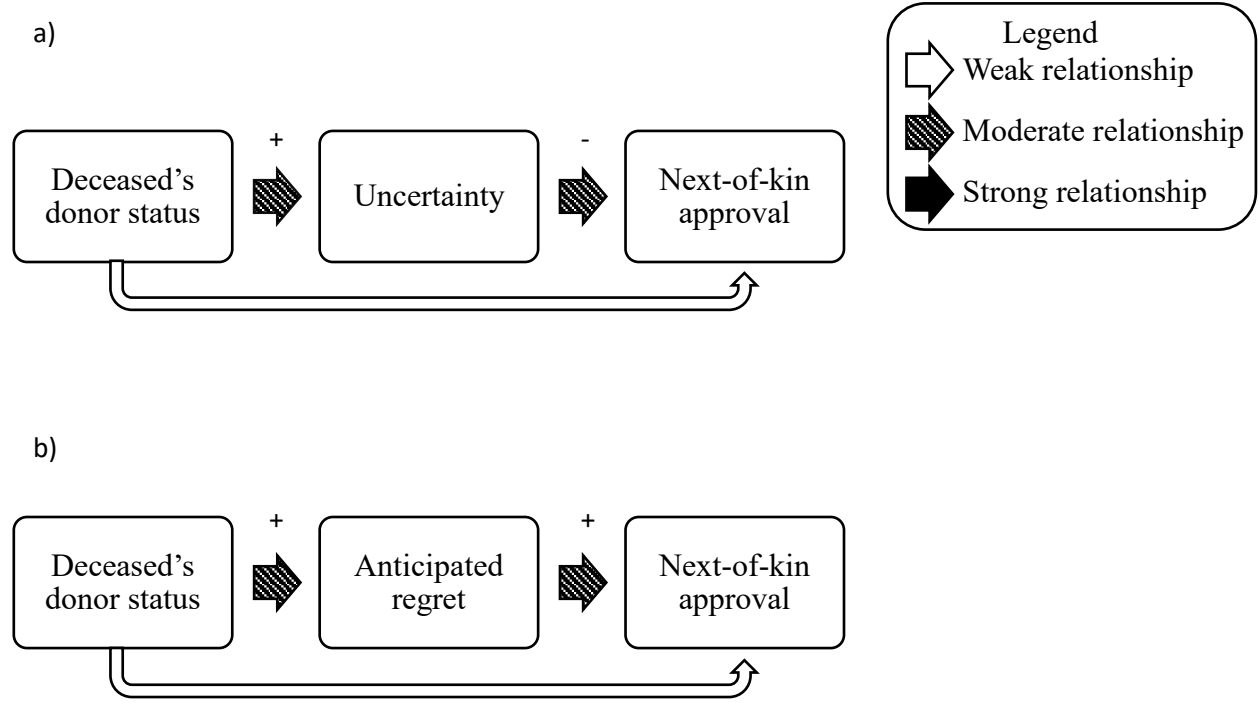 a)
Legend
Weak relationship
Moderate relationship
Strong relationship
+
-
Deceased’s
donor status
Uncertainty
Next-of-kin
approval
b)
+
+
Deceased’s
donor status
Anticipated
regret
Next-of-kin
approval